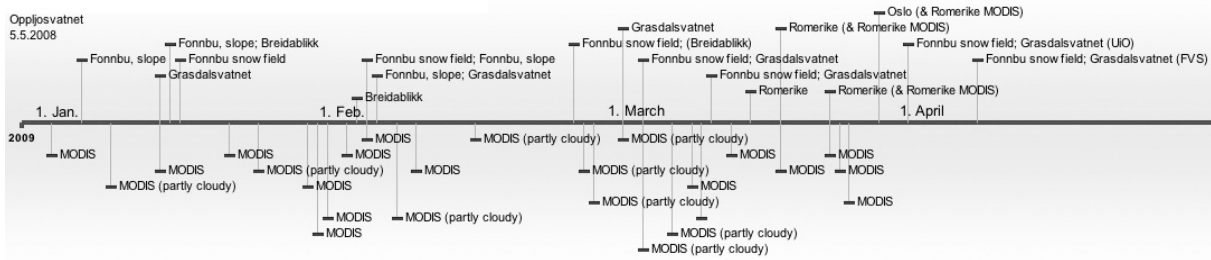 Oppljosvatnet
5.5.2008
Oslo (& Romerike MODIS)
Grasdalsvatnet
Romerike (& Romerike MODIS)
Fonnbu, slope; Breidablikk
Fonnbu snow field; (Breidablikk)
Fonnbu snow field; Grasdalsvatnet (UiO)
Fonnbu, slope
Fonnbu snow field
Fonnbu snow field; Fonnbu, slope
Fonnbu snow field; Grasdalsvatnet
Fonnbu snow field; Grasdalsvatnet (FVS)
Grasdalsvatnet
Fonnbu, slope; Grasdalsvatnet
Fonnbu snow field; Grasdalsvatnet
Breidablikk
Romerike
Romerike (& Romerike MODIS)
1. Jan.
1. Feb.
1. March
1. April
2009
MODIS
MODIS (partly cloudy)
MODIS (partly cloudy)
MODIS
MODIS
MODIS
MODIS
MODIS
MODIS
MODIS (partly cloudy)
MODIS
MODIS (partly cloudy)
MODIS
MODIS
MODIS (partly cloudy)
MODIS
MODIS
MODIS (partly cloudy)
MODIS
MODIS
MODIS (partly cloudy)
MODIS
MODIS (partly cloudy)
MODIS (partly cloudy)